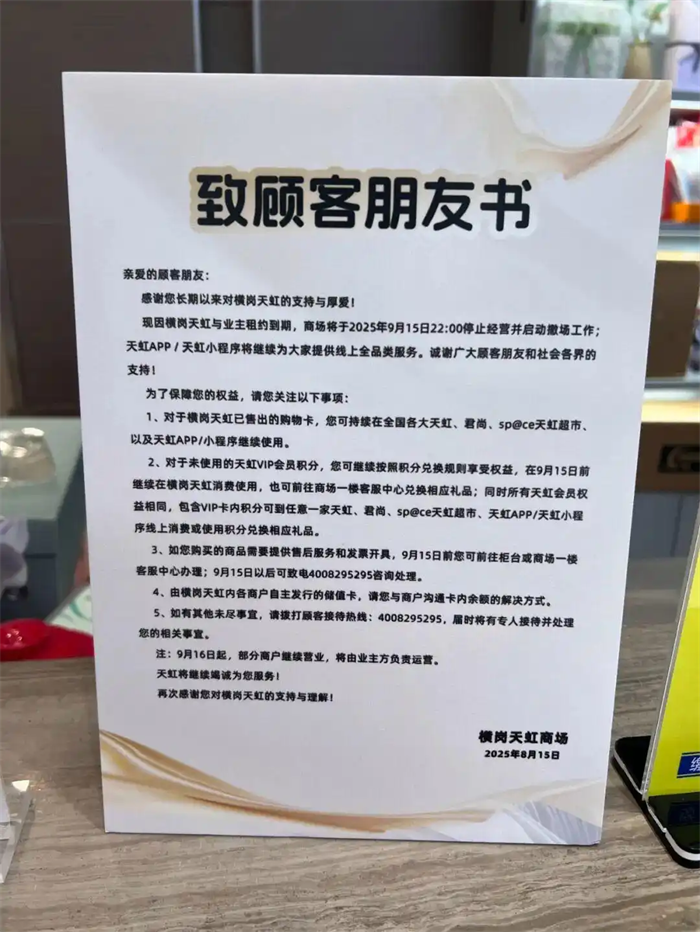 致顾客朋友书
亲爱的顾客朋友：
感谢您长期以来对横岗天虹的支持与厚爱！
现因横岗天虹与业主租约到期，商场将于2025年9月15日22:00停止经营并启动撤场工作；
天虹APP / 天虹小程序将继续为大家提供线上全品类服务。诚谢广大顾客朋友和社会各界的
支持！
为了保障您的权益，请您关注以下事项：
1、对于横岗天虹已售出的购物卡，您可持续在全国各大天虹、君尚、sp@ce天虹超市、
以及天虹APP/小程序继续使用。
2、对于未使用的天虹VIP会员积分，您可继续按照积分兑换规则享受权益，在9月15日前
继续在横岗天虹消费使用，也可前往商场一楼客服中心兑换相应礼品；同时所有天虹会员权
益相同，包含VIP卡内积分可到任意一家天虹、君尚、sp@ce天虹超市、天虹APP/天虹小程
序线上消费或使用积分兑换相应礼品。
3、如您购买的商品需要提供售后服务和发票开具，9月15日前您可前往柜台或商场一楼
客服中心办理；9月15日以后可致电4008295295咨询处理。
4、由横岗天虹内各商户自主发行的储值卡，请您与商户沟通卡内余额的解决方式。
5、如有其他未尽事宜，请拨打顾客接待热线：4008295295，届时将有专人接待并处理
您的相关事宜。
注：9月16日起，部分商户继续营业，将由业主方负责运营。
天虹将继续竭诚为您服务！
再次感谢您对横岗天虹的支持与理解！
横岗天虹商场
2025年8月15日